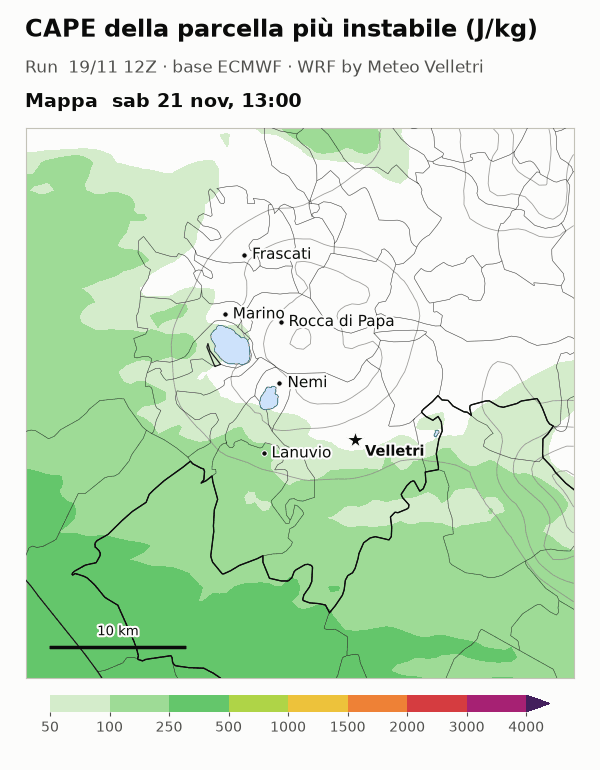 CAPE della parcella più instabile (J/kg)
Run  19/11 12Z · base ECMWF · WRF by Meteo Velletri
Mappa  sab 21 nov, 13:00
Frascati
Marino
Rocca di Papa
Nemi
Velletri
Lanuvio
10 km
50 100 250 500 1000 1500 2000 3000 4000